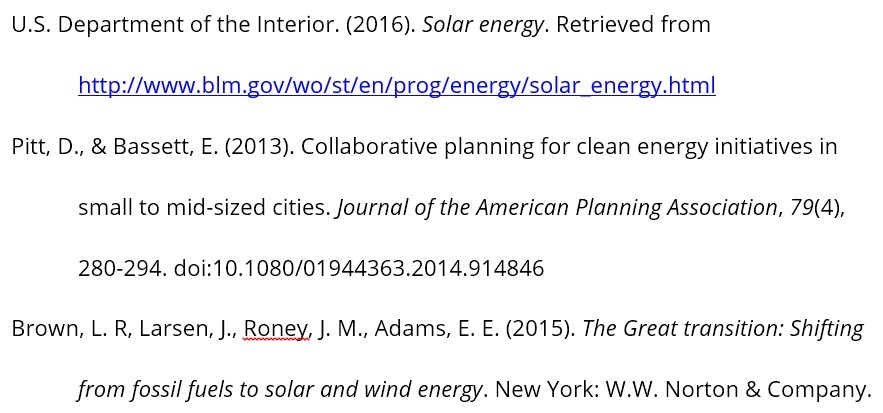 U.S. Department of the Interior. (2016). Solar energy. Retrieved from
http://www.blm.gov/wo/st/en/prog/energy/solar_energy.html
Pitt, D., & Bassett, E. (2013). Collaborative planning for clean energy initiatives in
small to mid-sized cities. Journal of the American Planning Association, 79(4),
280-294. doi:10.1080/01944363.2014.914846
Brown, L. R, Larsen, J., Roney, J. M., Adams, E. E. (2015). The Great transition: Shifting
from fossil fuels to solar and wind energy. New York: W.W. Norton & Company.